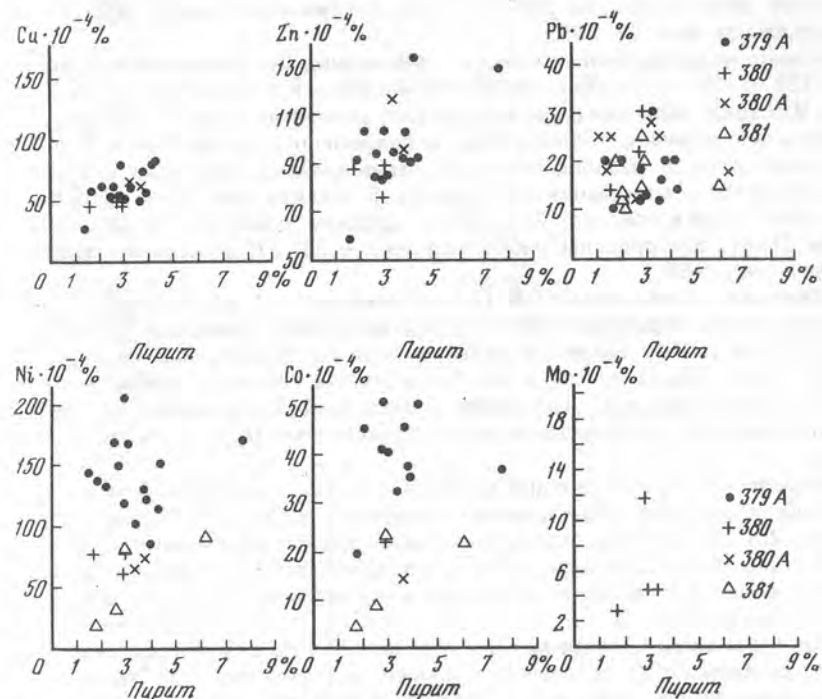 Cu·10⁻⁴%
150
100
50
0 1 3 5 7 9%
Пирит
Zn·10⁻⁴%
130
110
90
70
50
1 3 5 7 9%
Пирит
Pb·10⁻⁴%
40
30
20
10
0 1 3 5 7 9%
Пирит
379 А
380
380 А
381
Ni·10⁻⁴%
200
150
100
50
0 1 3 5 7 9%
Пирит
Co·10⁻⁴%
50
40
30
20
10
0 1 3 5 7 9%
Пирит
Mo·10⁻⁴%
18
14
12
6
2
0 1 3 5 7 9%
Пирит
379 А
380
380 А
381